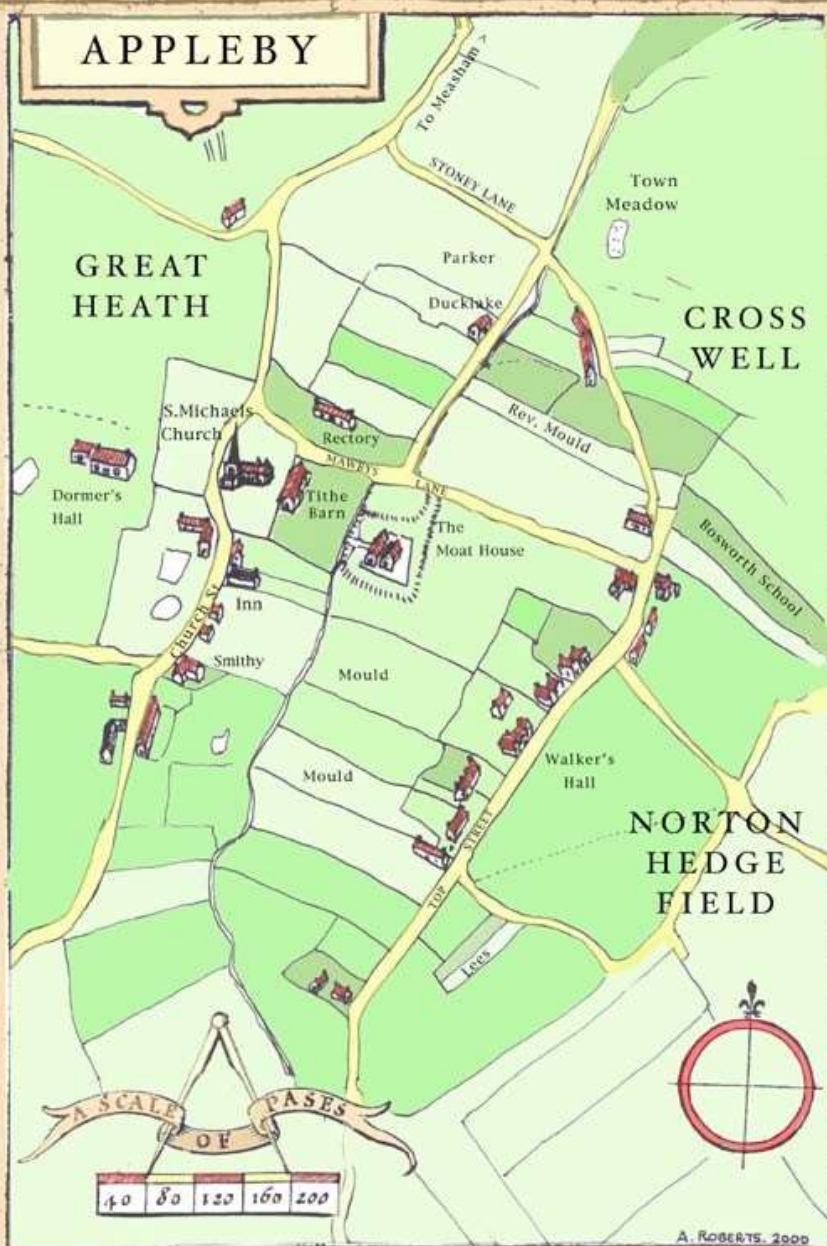 APPLEBY
To Measham >
STONEY LANE
Town
Meadow
GREAT
HEATH
Parker
Ducklake
CROSS
WELL
S.Michaels
Church
Rectory
Rev, Mould
MAWBYS LANE
Dormer's
Hall
Tithe
Barn
The
Moat House
Bosworth School
Inn
Church St
Smithy
Mould
Mould
Walker's
Hall
TOP STREET
NORTON
HEDGE
FIELD
Lees
A SCALE
OF
PASES
40 80 120 160 200
A. ROBERTS. 2000